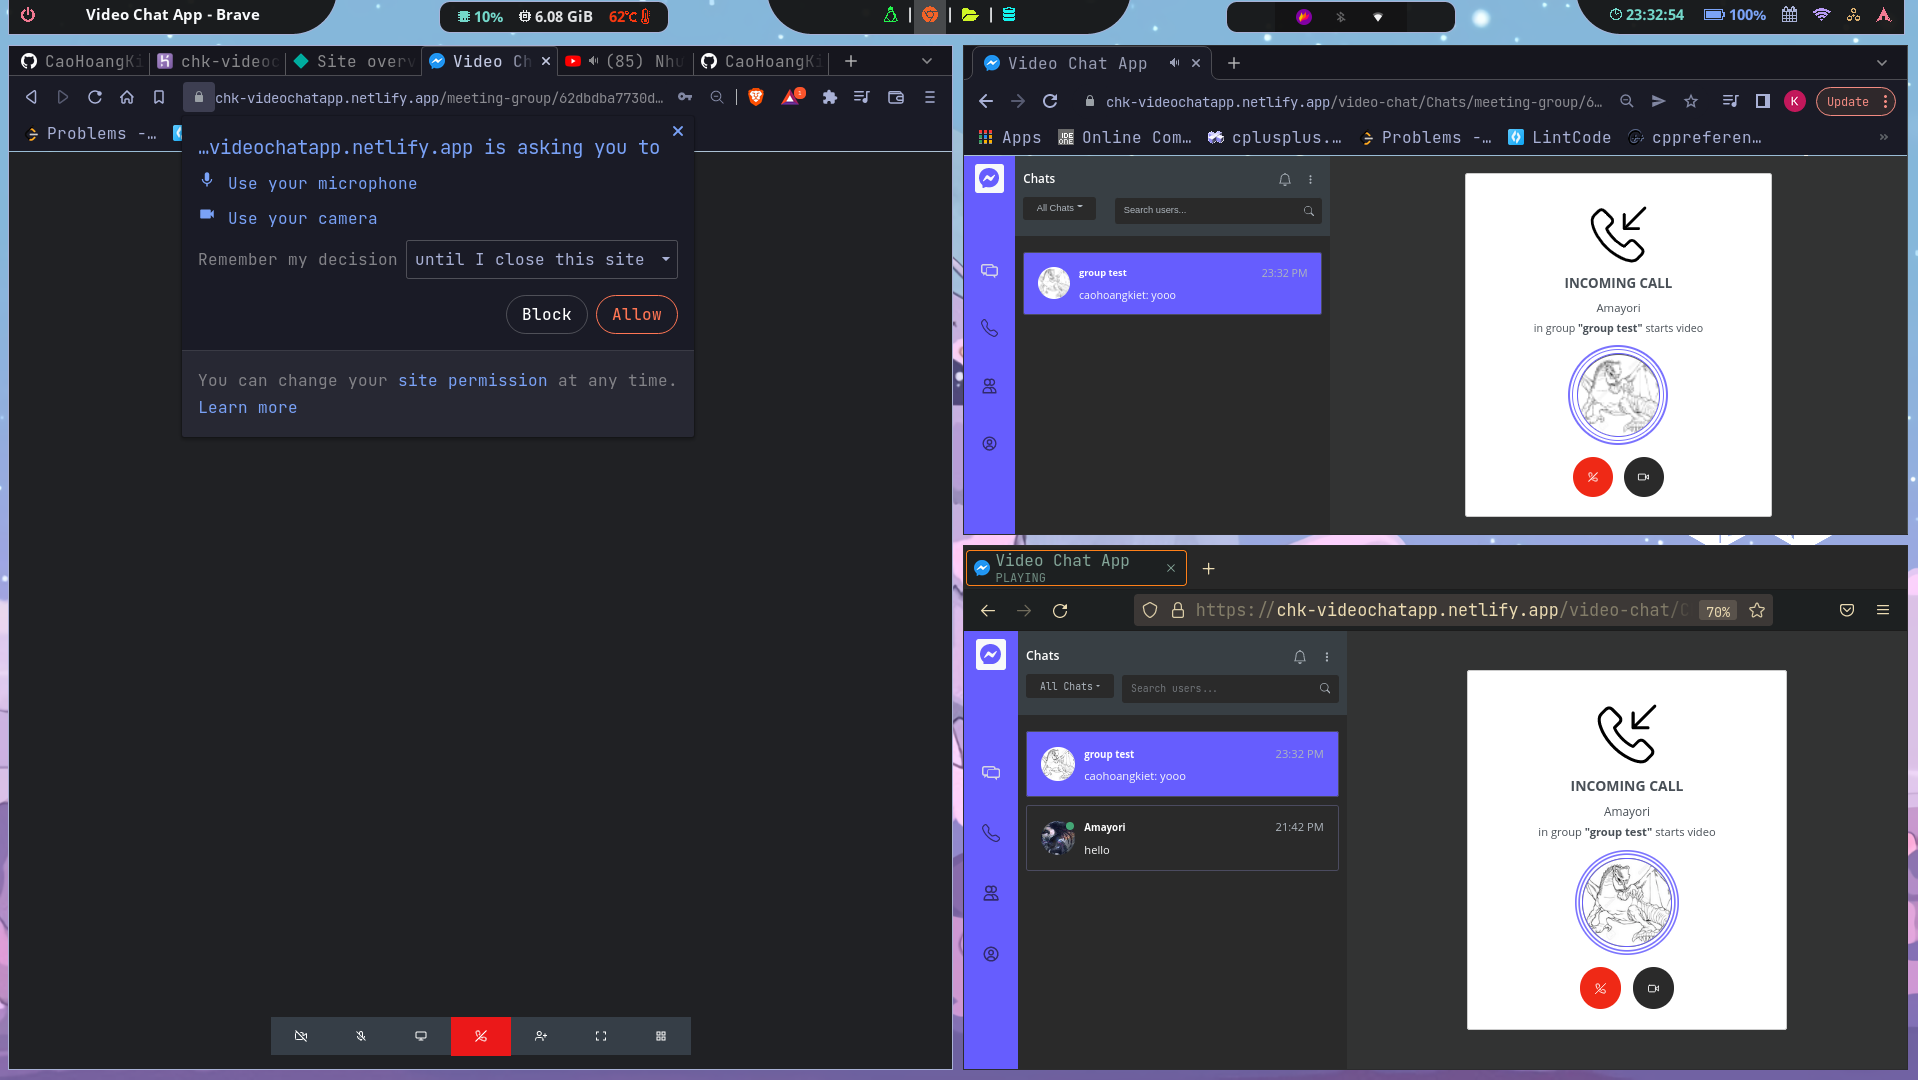 Video Chat App - Brave
10%
6.08 GiB
62℃
23:32:54
100%
CaoHoangKi
chk-videoc
Site over
Video Ch
(85) Nhu
CaoHoangKi
chk-videochatapp.netlify.app/meeting-group/62dbdba7730d…
1
Problems -…
…videochatapp.netlify.app is asking you to
Use your microphone
Use your camera
Remember my decision
until I close this site
Block
Allow
You can change your site permission at any time.
Learn more
Video Chat App
chk-videochatapp.netlify.app/video-chat/Chats/meeting-group/6…
K
Update
Apps
IDE ONE
Online Com…
cplusplus.…
Problems -…
LintCode
cppreferen…
»
Chats
All Chats
Search users...
group test
23:32 PM
caohoangkiet: yooo
INCOMING CALL
Amayori
in group "group test" starts video
Video Chat App
PLAYING
https://chk-videochatapp.netlify.app/video-chat/C
70%
Chats
All Chats
Search users...
group test
23:32 PM
caohoangkiet: yooo
Amayori
21:42 PM
hello
INCOMING CALL
Amayori
in group "group test" starts video